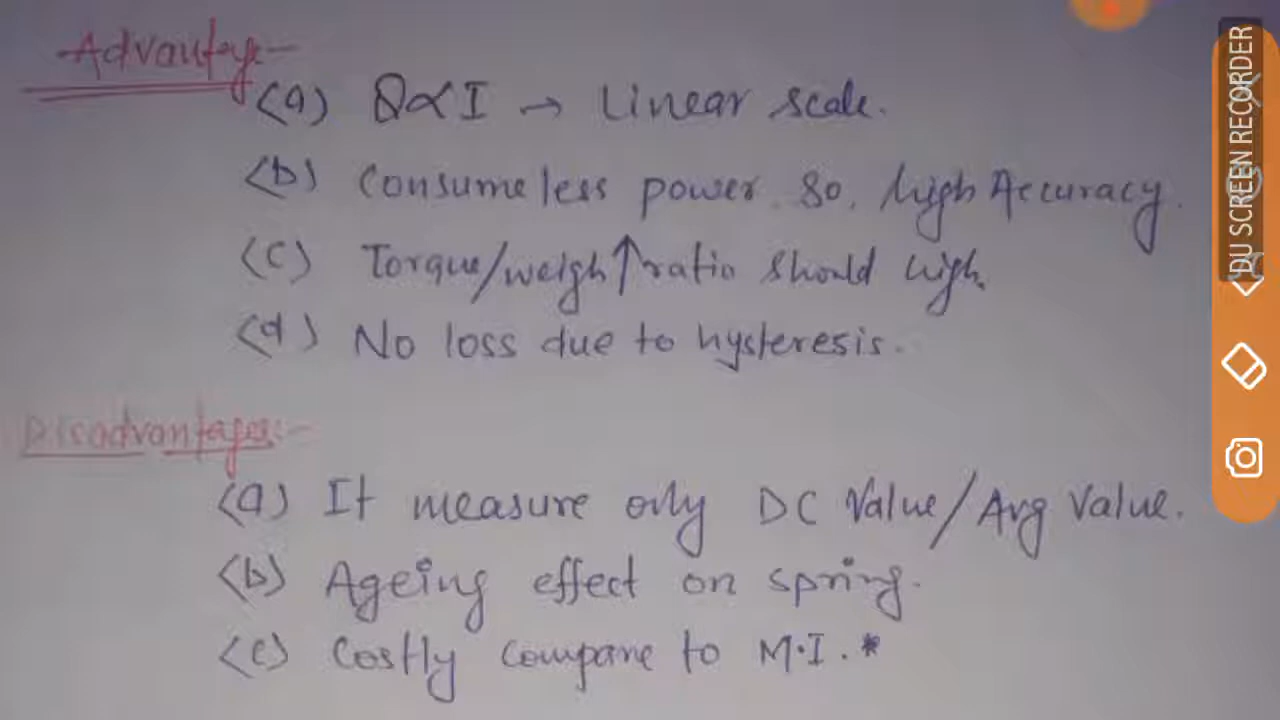 Advantage:-
(a) θ∝I → Linear scale.
(b) Consume less power. So, high Accuracy.
(c) Torque/weigh↑ratio should high.
(d) No loss due to hysteresis.
Disadvantages:-
(a) It measure only DC Value/Avg Value.
(b) Ageing effect on spring.
(c) Costly compare to M.I. *
DU SCREEN RECORDER